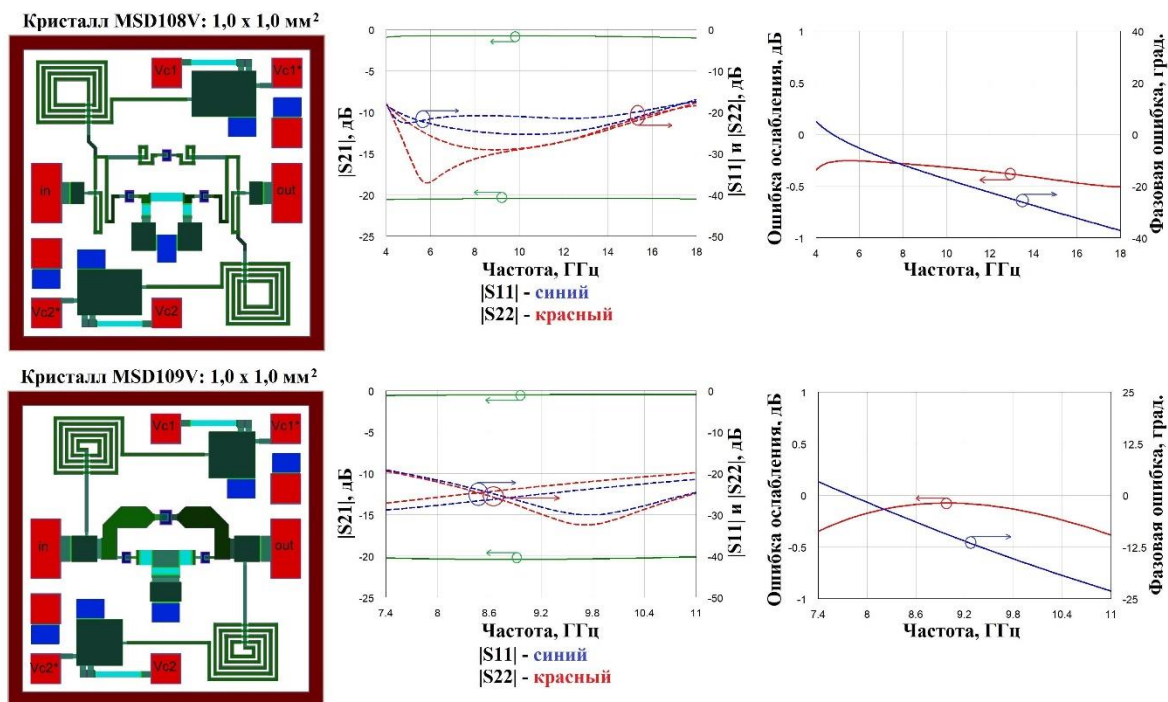 Кристалл MSD108V: 1,0 x 1,0 мм²
Vc1
Vc1*
in
out
Vc2*
Vc2
|S21|, дБ
0
-5
-10
-15
-20
-25
4 6 8 10 12 14 16 18
0
-10
-20
-30
-40
-50
|S11| и |S22|, дБ
Частота, ГГц
|S11| - синий
|S22| - красный
Ошибка ослабления, дБ
1
0.5
0
-0.5
-1
4 6 8 10 12 14 16 18
40
20
0
-20
-40
Фазовая ошибка, град.
Частота, ГГц
Кристалл MSD109V: 1,0 x 1,0 мм²
Vc1
Vc1*
in
out
Vc2*
Vc2
|S21|, дБ
0
-5
-10
-15
-20
-25
7.4 8 8.6 9.2 9.8 10.4 11
0
-10
-20
-30
-40
-50
|S11| и |S22|, дБ
Частота, ГГц
|S11| - синий
|S22| - красный
Ошибка ослабления, дБ
1
0.5
0
-0.5
-1
7.4 8 8.6 9.2 9.8 10.4 11
25
12.5
0
-12.5
-25
Фазовая ошибка, град.
Частота, ГГц